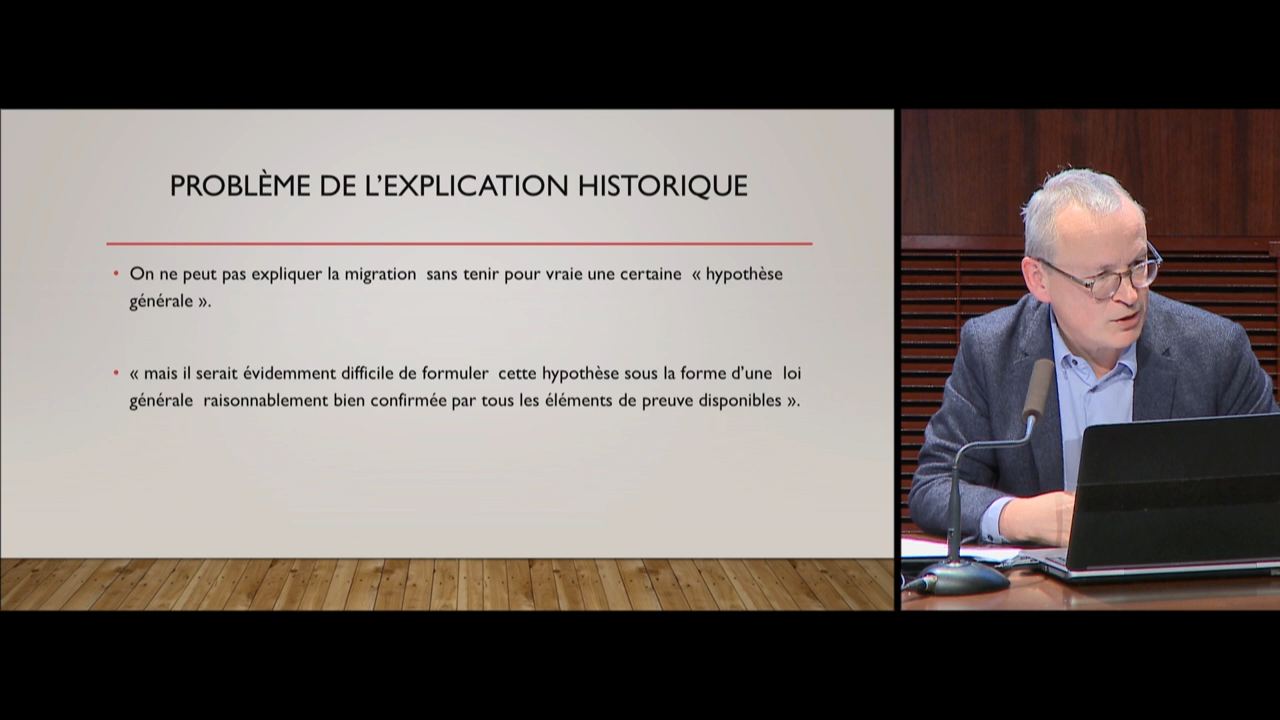 PROBLÈME DE L'EXPLICATION HISTORIQUE
• On ne peut pas expliquer la migration sans tenir pour vraie une certaine « hypothèse
générale ».
• « mais il serait évidemment difficile de formuler cette hypothèse sous la forme d'une loi
générale raisonnablement bien confirmée par tous les éléments de preuve disponibles ».